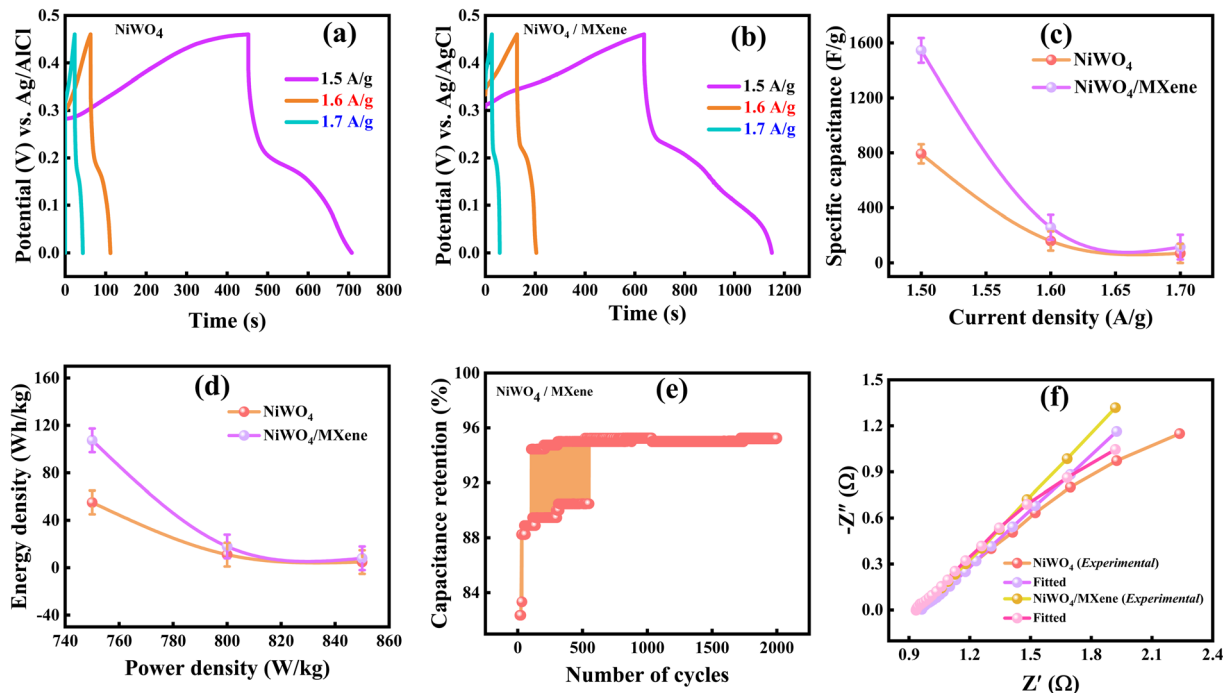 NiWO4
(a)
1.5 A/g
1.6 A/g
1.7 A/g
Potential (V) vs. Ag/AlCl
0.5
0.4
0.3
0.2
0.1
0.0
0 100 200 300 400 500 600 700 800
Time (s)
NiWO4 / MXene
(b)
1.5 A/g
1.6 A/g
1.7 A/g
Potential (V) vs. Ag/AgCl
0.5
0.4
0.3
0.2
0.1
0.0
0 200 400 600 800 1000 1200
Time (s)
(c)
NiWO4
NiWO4/MXene
Specific capacitance (F/g)
1600
1200
800
400
0
1.50 1.55 1.60 1.65 1.70
Current density (A/g)
(d)
NiWO4
NiWO4/MXene
Energy density (Wh/kg)
160
120
80
40
0
-40
740 760 780 800 820 840 860
Power density (W/kg)
NiWO4 / MXene
(e)
Capacitance retention (%)
100
96
92
88
84
0 500 1000 1500 2000
Number of cycles
(f)
NiWO4 (Experimental)
Fitted
NiWO4/MXene (Experimental)
Fitted
-Z″ (Ω)
1.5
1.2
0.9
0.6
0.3
0.0
0.9 1.2 1.5 1.8 2.1 2.4
Z′ (Ω)